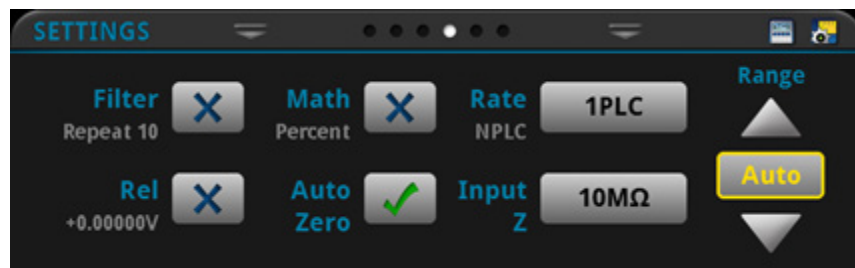 SETTINGS
Range
Filter
Repeat 10
Math
Percent
Rate
NPLC
1PLC
Auto
Rel
+0.00000V
Auto
Zero
Input
Z
10MΩ